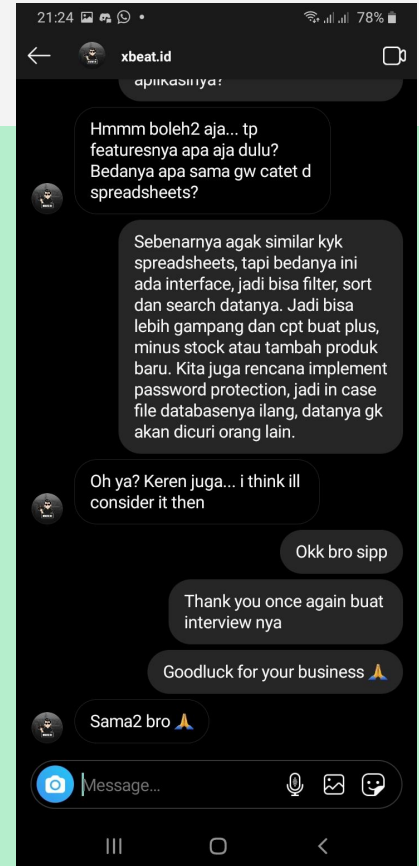 21:24
78%
xbeat.id
aplikasinya?
Hmmm boleh2 aja... tp
featuresnya apa aja dulu?
Bedanya apa sama gw catet d
spreadsheets?
Sebenarnya agak similar kyk
spreadsheets, tapi bedanya ini
ada interface, jadi bisa filter, sort
dan search datanya. Jadi bisa
lebih gampang dan cpt buat plus,
minus stock atau tambah produk
baru. Kita juga rencana implement
password protection, jadi in case
file databasenya ilang, datanya gk
akan dicuri orang lain.
Oh ya? Keren juga... i think ill
consider it then
Okk bro sipp
Thank you once again buat
interview nya
Goodluck for your business 🙏
Sama2 bro 🙏
Message...